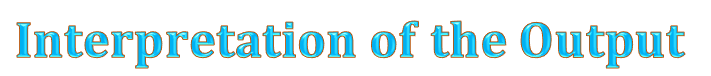 Interpretation of the Output